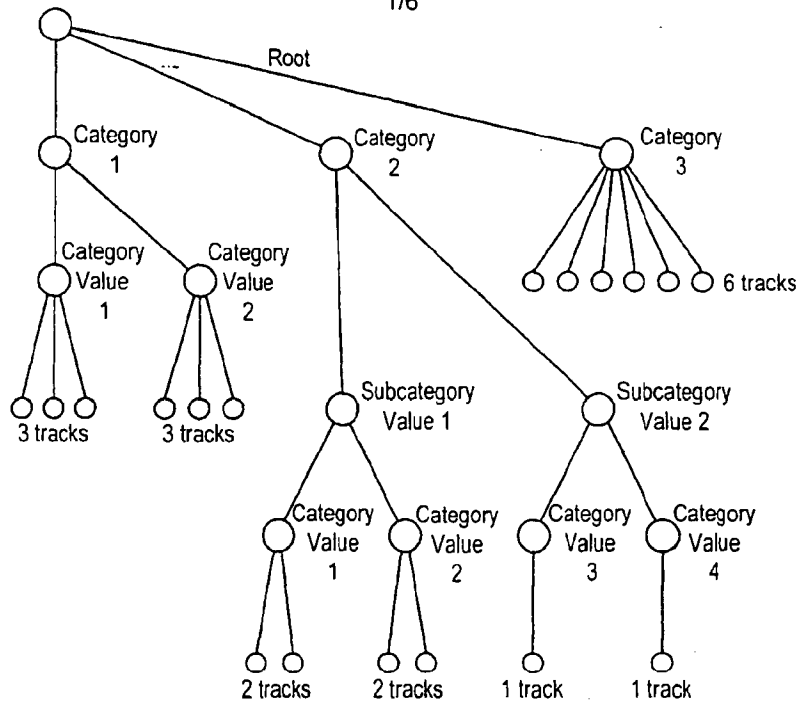 1/6
Root
Category
1
Category
2
Category
3
Category
Value
1
Category
Value
2
6 tracks
3 tracks
3 tracks
Subcategory
Value 1
Subcategory
Value 2
Category
Value
1
Category
Value
2
Category
Value
3
Category
Value
4
2 tracks
2 tracks
1 track
1 track